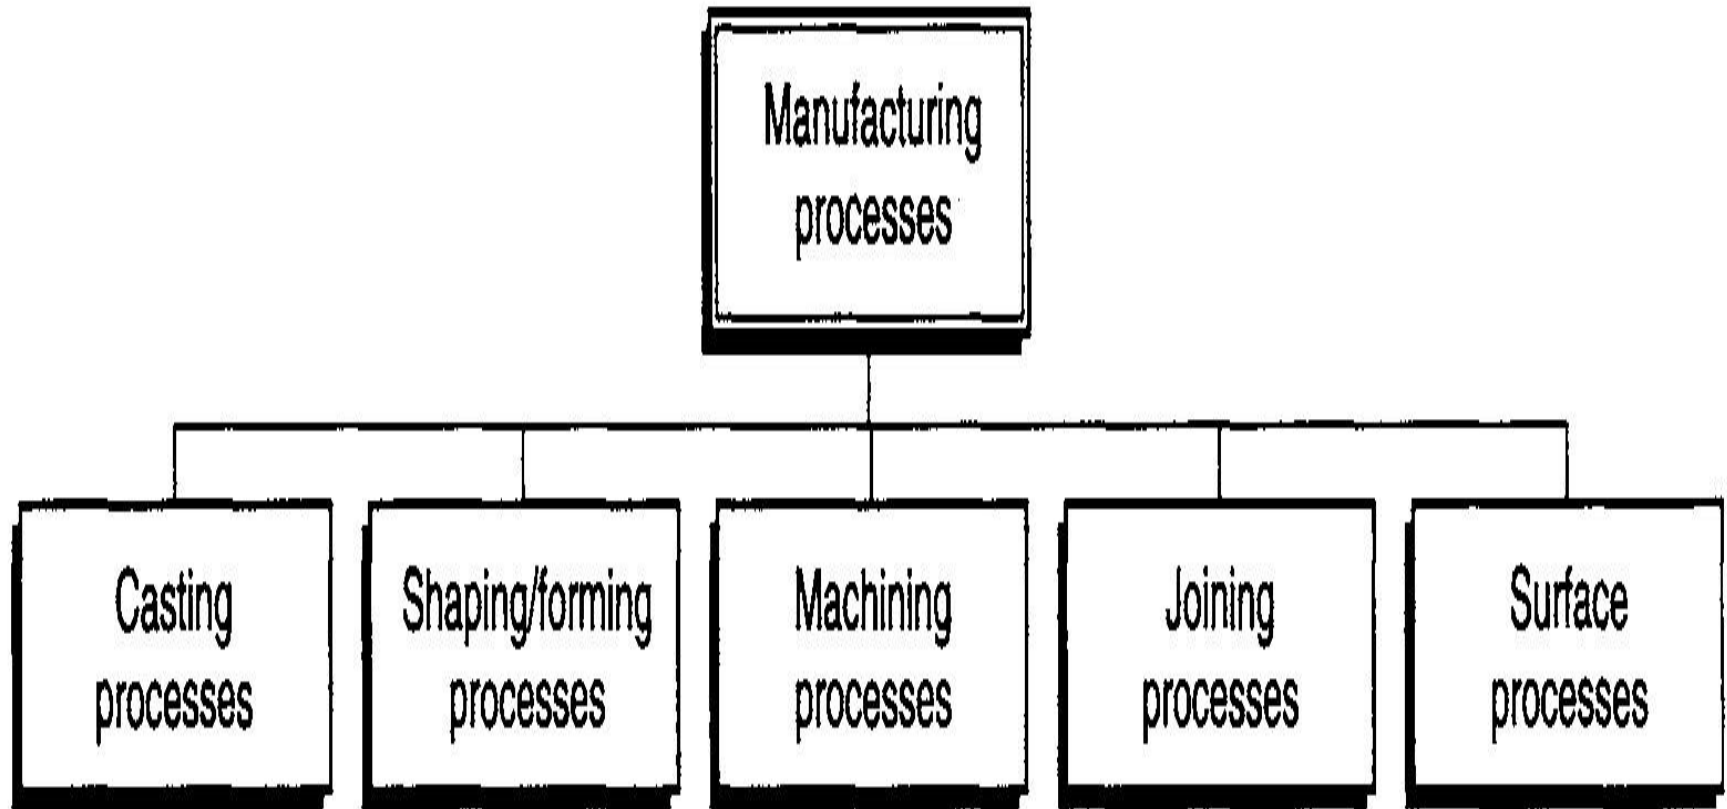 Manufacturing
processes
Casting
processes
Shaping/forming
processes
Machining
processes
Joining
processes
Surface
processes